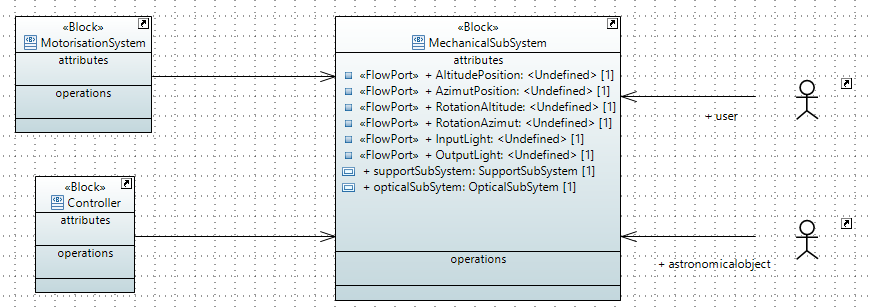 «Block»
MotorisationSystem
attributes
operations
«Block»
Controller
attributes
operations
«Block»
MechanicalSubSystem
attributes
«FlowPort» + AltitudePosition: <Undefined> [1]
«FlowPort» + AzimutPosition: <Undefined> [1]
«FlowPort» + RotationAltitude: <Undefined> [1]
«FlowPort» + RotationAzimut: <Undefined> [1]
«FlowPort» + InputLight: <Undefined> [1]
«FlowPort» + OutputLight: <Undefined> [1]
+ supportSubSystem: SupportSubSystem [1]
+ opticalSubSytem: OpticalSubSytem [1]
operations
+ user
+ astronomicalobject